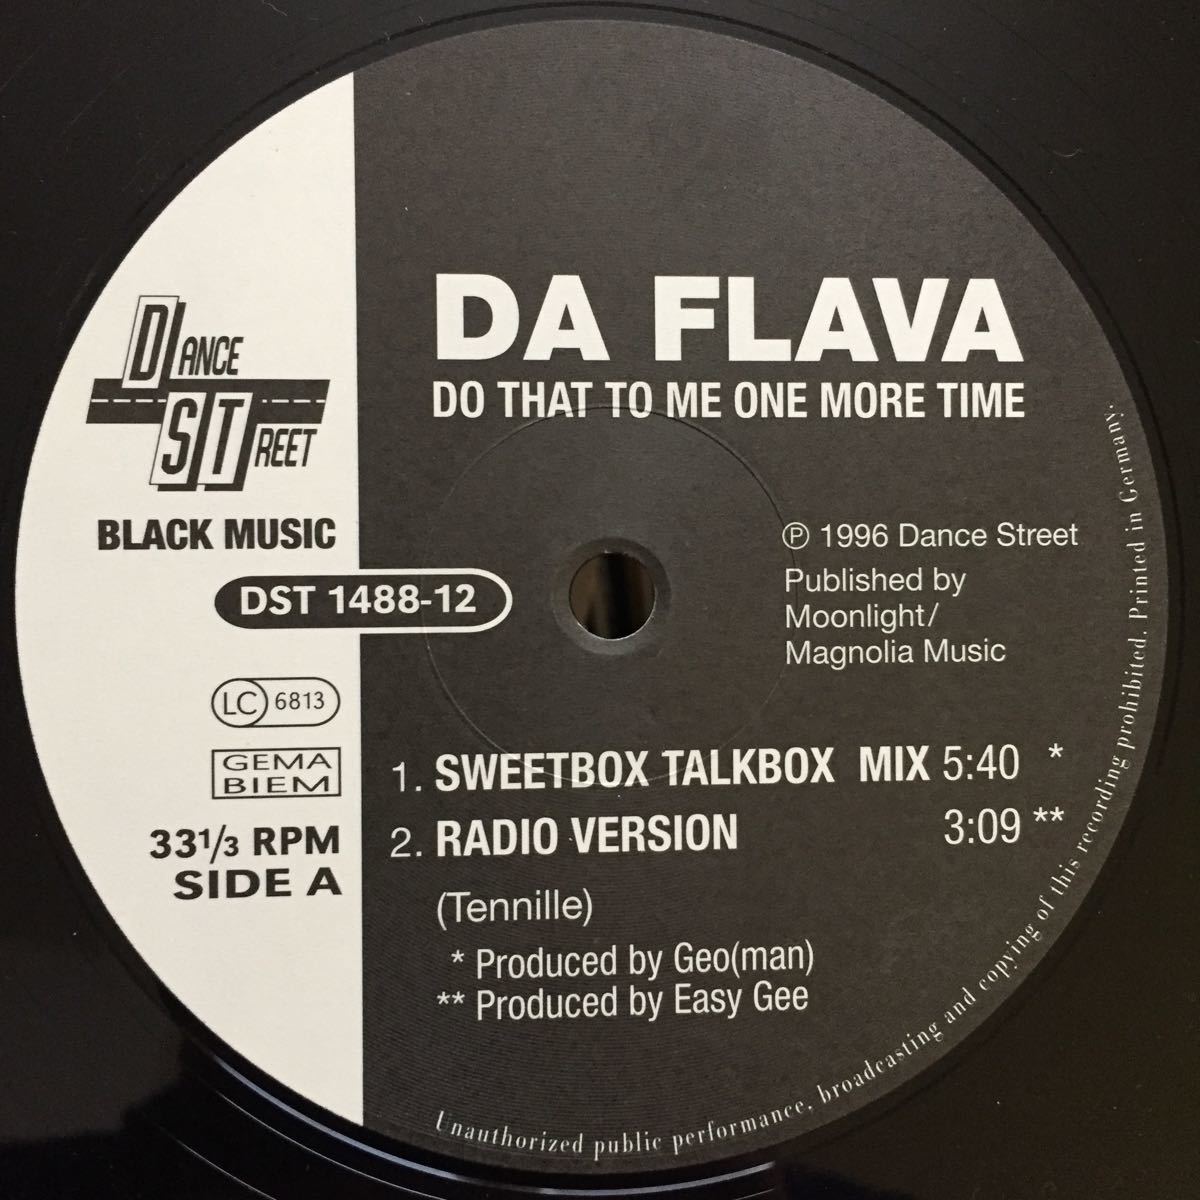 DA FLAVA
DO THAT TO ME ONE MORE TIME
DANCE
STREET
BLACK MUSIC
DST 1488-12
LC 6813
GEMA
BIEM
33 1/3 RPM
SIDE A
℗ 1996 Dance Street
Published by
Moonlight/
Magnolia Music
1. SWEETBOX TALKBOX MIX 5:40 *
2. RADIO VERSION 3:09 **
(Tennille)
* Produced by Geo(man)
** Produced by Easy Gee
Unauthorized public performance, broadcasting and copying of this recording prohibited. Printed in Germany.